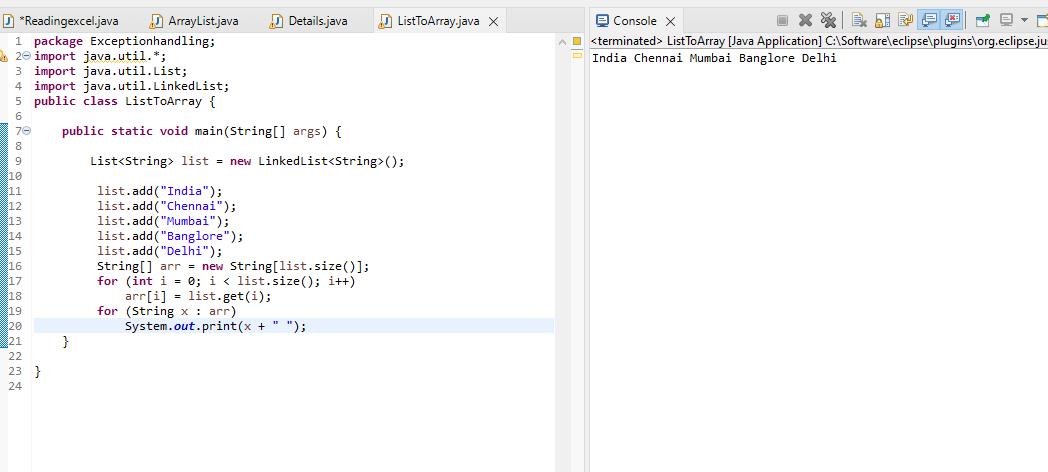 *Readingexcel.java ArrayList.java Details.java ListToArray.java
1 package Exceptionhandling;
2 import java.util.*;
3 import java.util.List;
4 import java.util.LinkedList;
5 public class ListToArray {
6
7 public static void main(String[] args) {
8
9 List<String> list = new LinkedList<String>();
10
11 list.add("India");
12 list.add("Chennai");
13 list.add("Mumbai");
14 list.add("Banglore");
15 list.add("Delhi");
16 String[] arr = new String[list.size()];
17 for (int i = 0; i < list.size(); i++)
18 arr[i] = list.get(i);
19 for (String x : arr)
20 System.out.print(x + " ");
21 }
22
23 }
24
Console
<terminated> ListToArray [Java Application] C:\Software\eclipse\plugins\org.eclipse.jus
India Chennai Mumbai Banglore Delhi